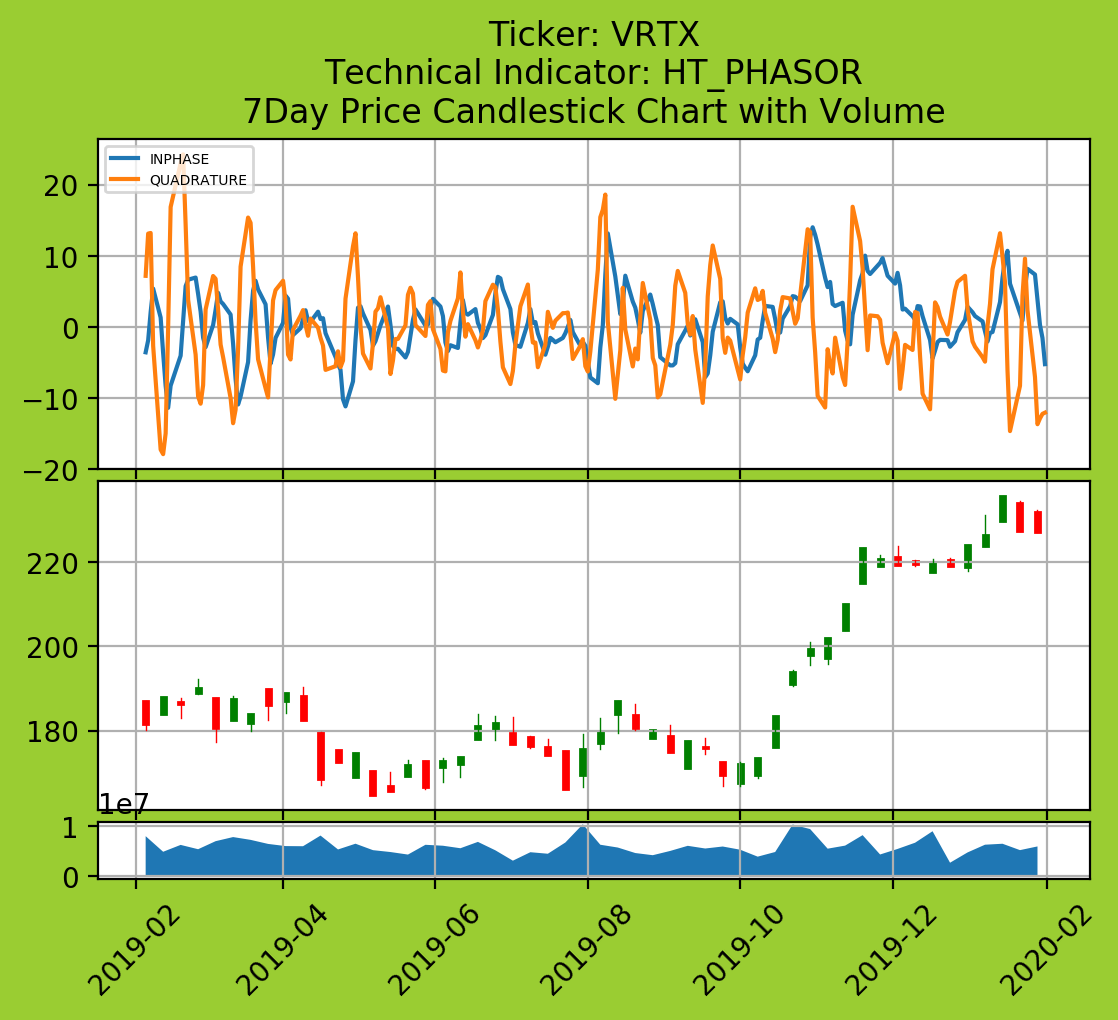 Ticker: VRTX
Technical Indicator: HT_PHASOR
7Day Price Candlestick Chart with Volume
INPHASE
QUADRATURE
20
10
0
−10
−20
220
200
180
1e7
1
0
2019-02
2019-04
2019-06
2019-08
2019-10
2019-12
2020-02